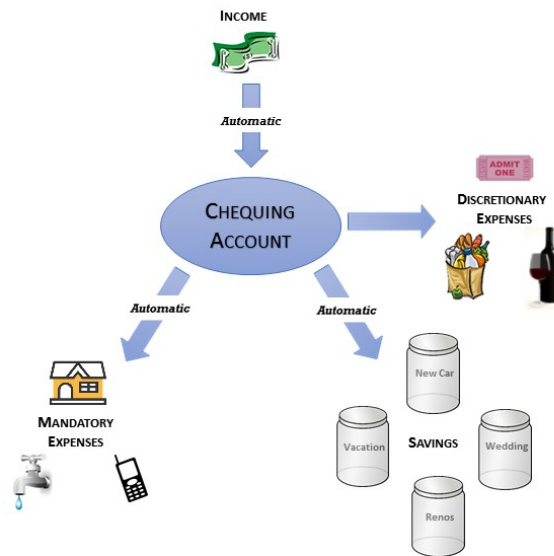 INCOME
Automatic
ADMIT
ONE
CHEQUING
ACCOUNT
DISCRETIONARY
EXPENSES
Automatic
Automatic
New Car
MANDATORY
EXPENSES
Vacation
SAVINGS
Wedding
Renos